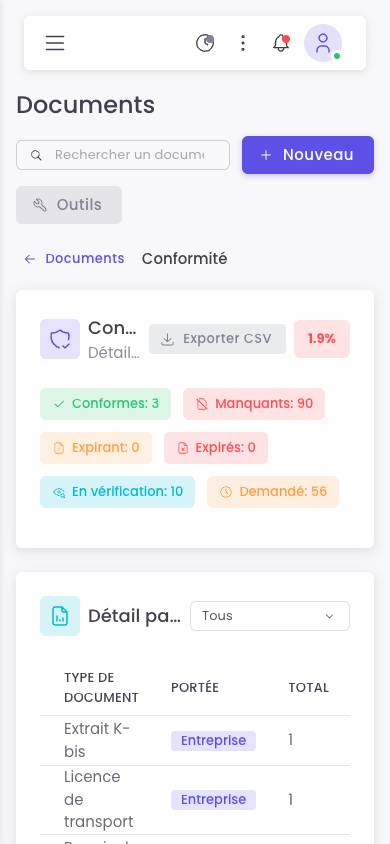 Documents
Rechercher un docume
Nouveau
Outils
Documents Conformité
Con...
Détail...
Exporter CSV
1.9%
Conformes: 3
Manquants: 90
Expirant: 0
Expirés: 0
En vérification: 10
Demandé: 56
Détail pa...
Tous
TYPE DE
DOCUMENT
PORTÉE
TOTAL
Extrait K-
bis
Entreprise
1
Licence
de
transport
Entreprise
1